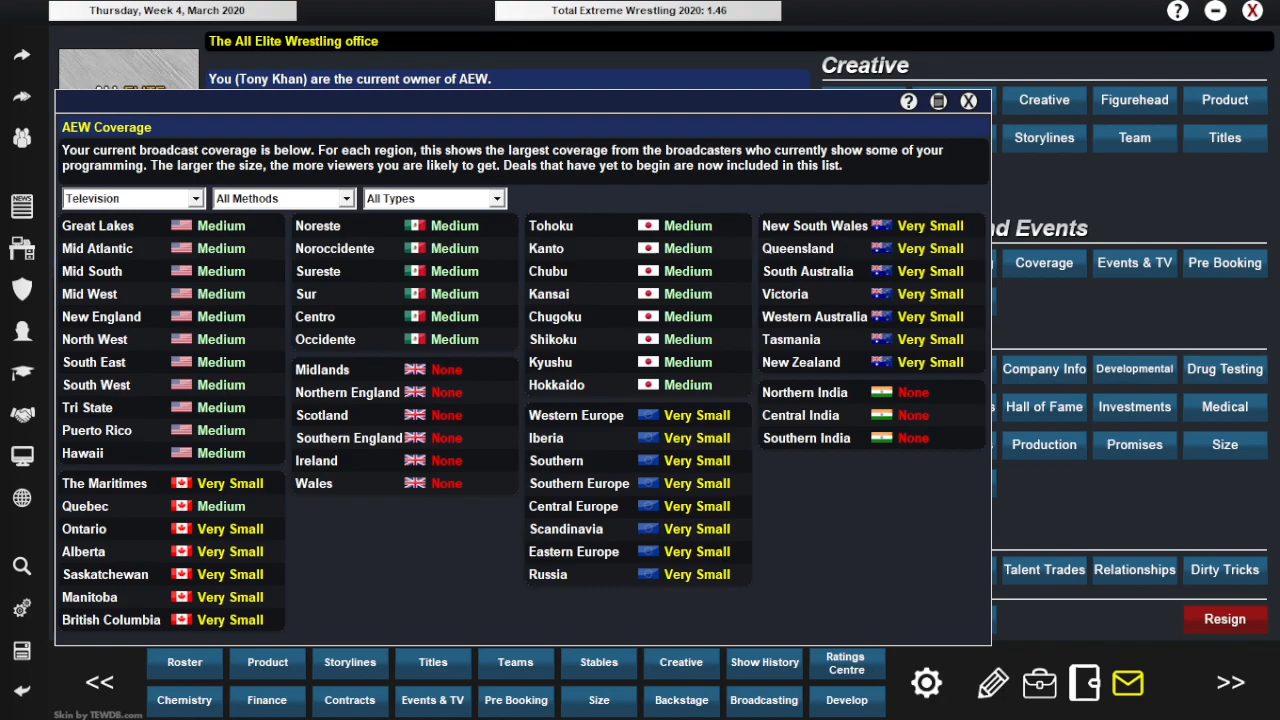 Thursday, Week 4, March 2020
Total Extreme Wrestling 2020: 1.46
?
X
The All Elite Wrestling office
You (Tony Khan) are the current owner of AEW.
Creative
Creative
Figurehead
Product
Storylines
Team
Titles
?
X
AEW Coverage
Your current broadcast coverage is below. For each region, this shows the largest coverage from the broadcasters who currently show some of your
programming. The larger the size, the more viewers you are likely to get. Deals that have yet to begin are now included in this list.
Television
All Methods
All Types
Great Lakes Medium
Mid Atlantic Medium
Mid South Medium
Mid West Medium
New England Medium
North West Medium
South East Medium
South West Medium
Tri State Medium
Puerto Rico Medium
Hawaii Medium
The Maritimes Very Small
Quebec Medium
Ontario Very Small
Alberta Very Small
Saskatchewan Very Small
Manitoba Very Small
British Columbia Very Small
Noreste Medium
Noroccidente Medium
Sureste Medium
Sur Medium
Centro Medium
Occidente Medium
Midlands None
Northern England None
Scotland None
Southern England None
Ireland None
Wales None
Tohoku Medium
Kanto Medium
Chubu Medium
Kansai Medium
Chugoku Medium
Shikoku Medium
Kyushu Medium
Hokkaido Medium
Western Europe Very Small
Iberia Very Small
Southern Very Small
Southern Europe Very Small
Central Europe Very Small
Scandinavia Very Small
Eastern Europe Very Small
Russia Very Small
New South Wales Very Small
Queensland Very Small
South Australia Very Small
Victoria Very Small
Western Australia Very Small
Tasmania Very Small
New Zealand Very Small
Northern India None
Central India None
Southern India None
Events
Coverage
Events & TV
Pre Booking
Company Info
Developmental
Drug Testing
Hall of Fame
Investments
Medical
Production
Promises
Size
Talent Trades
Relationships
Dirty Tricks
Resign
NEWS
<<
Roster
Product
Storylines
Titles
Teams
Stables
Creative
Show History
Ratings
Centre
Chemistry
Finance
Contracts
Events & TV
Pre Booking
Size
Backstage
Broadcasting
Develop
>>
Skin by TEWDB.com